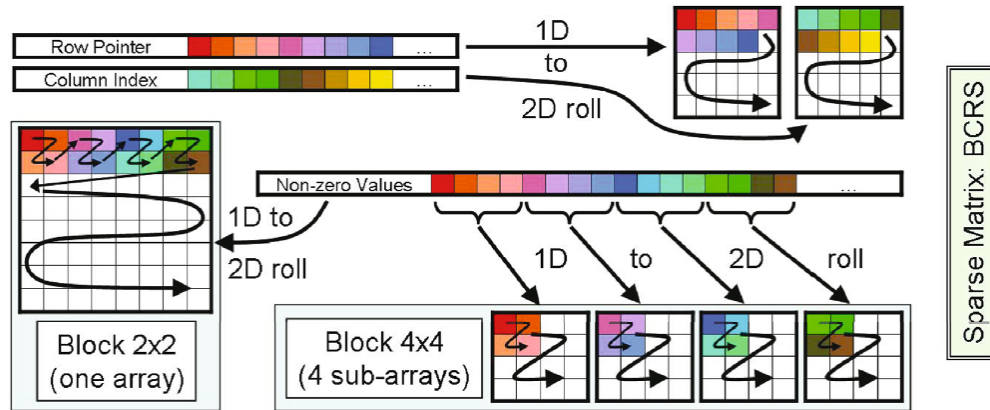 Row Pointer
...
Column Index
...
1D
to
2D roll
Non-zero Values
...
1D to
2D roll
1D to 2D roll
Block 2x2
(one array)
Block 4x4
(4 sub-arrays)
Sparse Matrix: BCRS